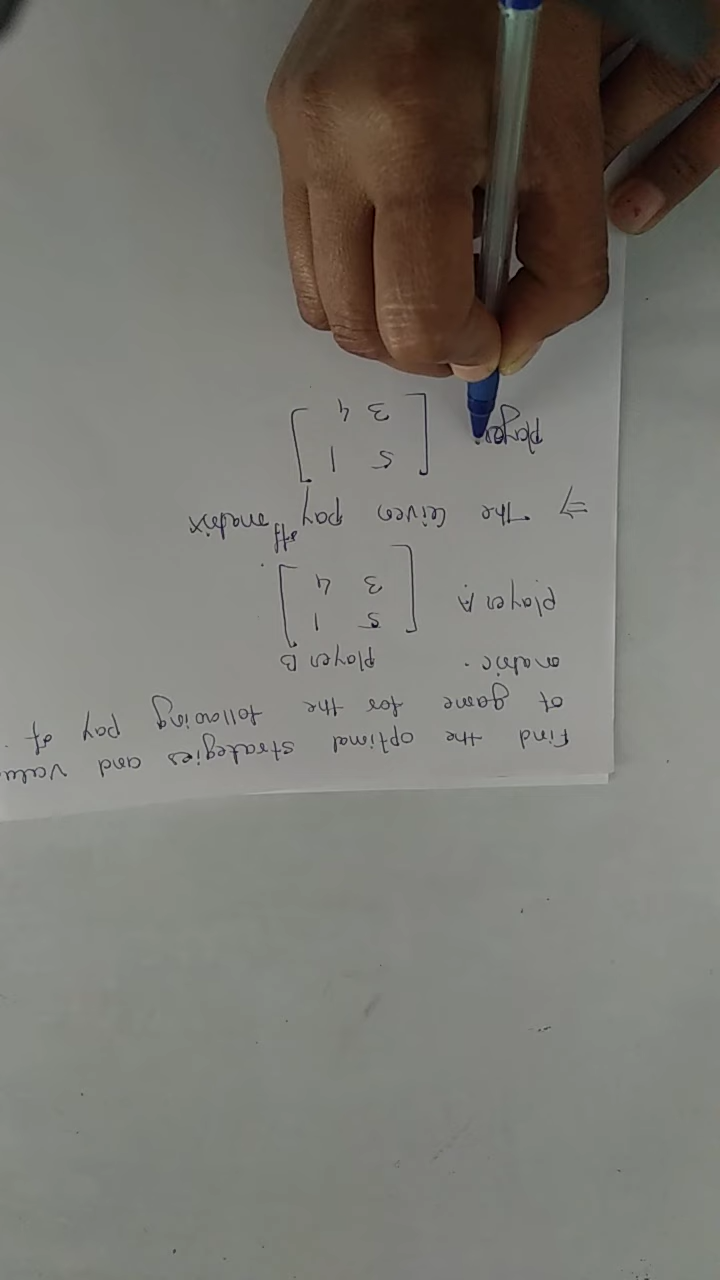 Find the optimal strategies and valu
of game for the following pay of
matric.
Player B
Player A
5 1
3 4
⇒ The Given pay off matrix
5 1
Player
3 4